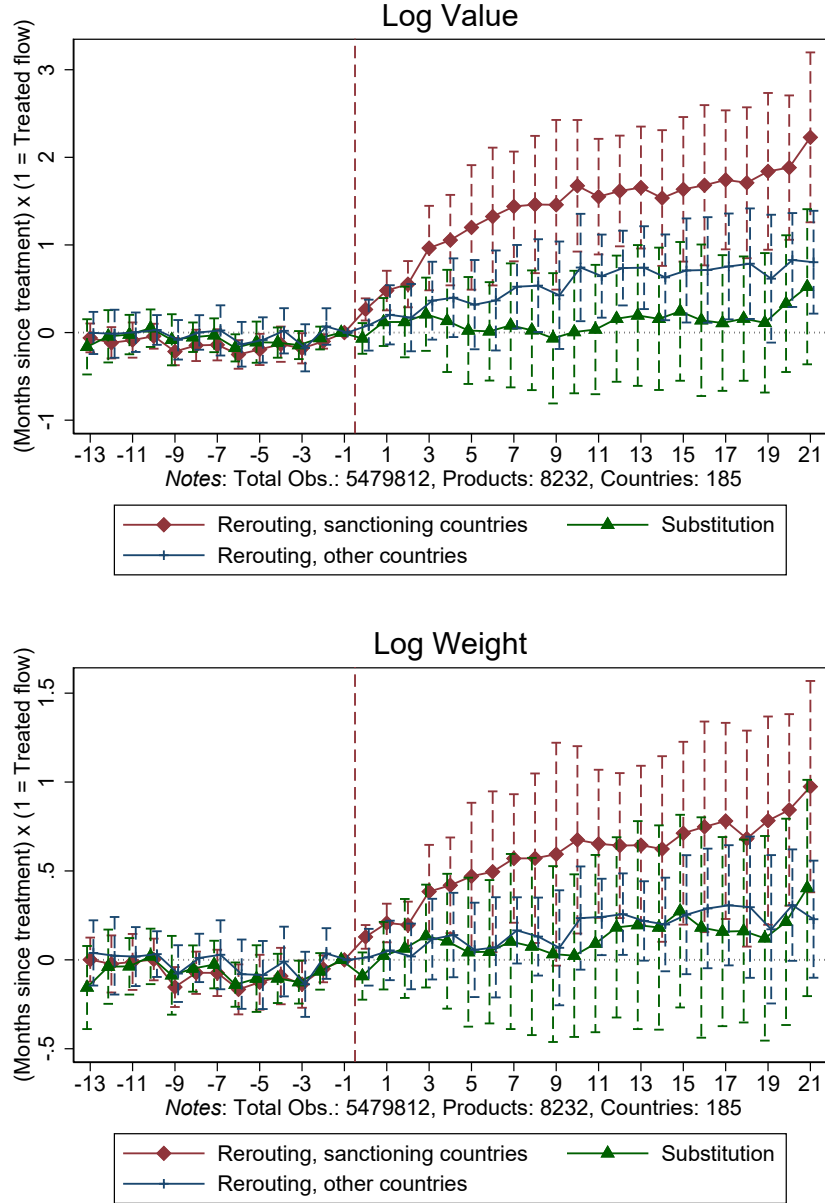 Log Value
(Months since treatment) x (1 = Treated flow)
3
2
1
0
-1
-13 -11 -9 -7 -5 -3 -1 1 3 5 7 9 11 13 15 17 19 21
Notes: Total Obs.: 5479812, Products: 8232, Countries: 185
Rerouting, sanctioning countries Substitution
Rerouting, other countries
Log Weight
(Months since treatment) x (1 = Treated flow)
1.5
1
.5
0
-.5
-13 -11 -9 -7 -5 -3 -1 1 3 5 7 9 11 13 15 17 19 21
Notes: Total Obs.: 5479812, Products: 8232, Countries: 185
Rerouting, sanctioning countries Substitution
Rerouting, other countries